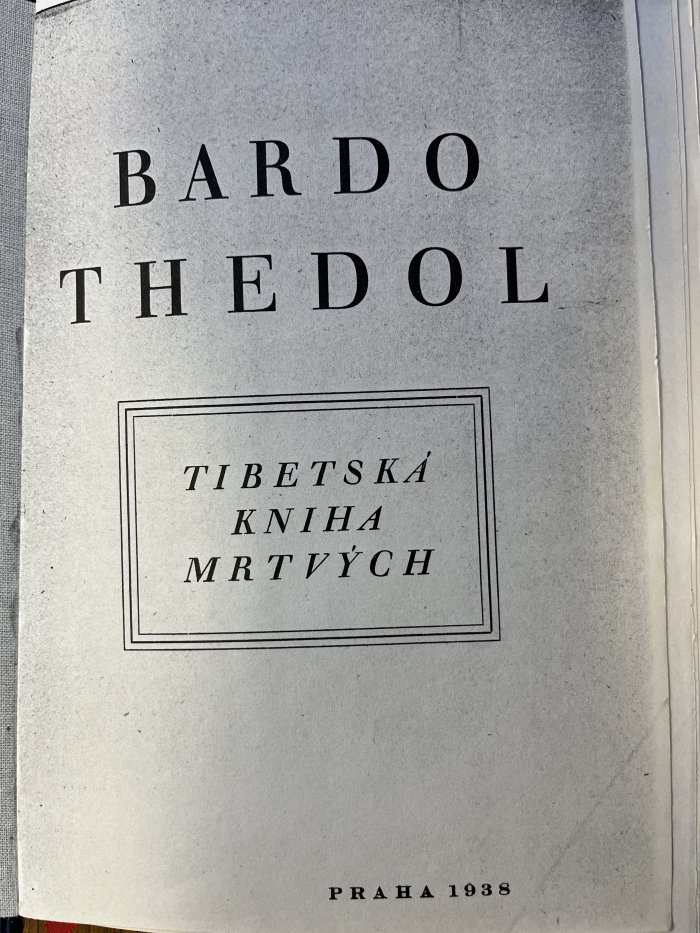 BARDO
THEDOL
TIBETSKÁ
KNIHA
MRTVÝCH
PRAHA 1938